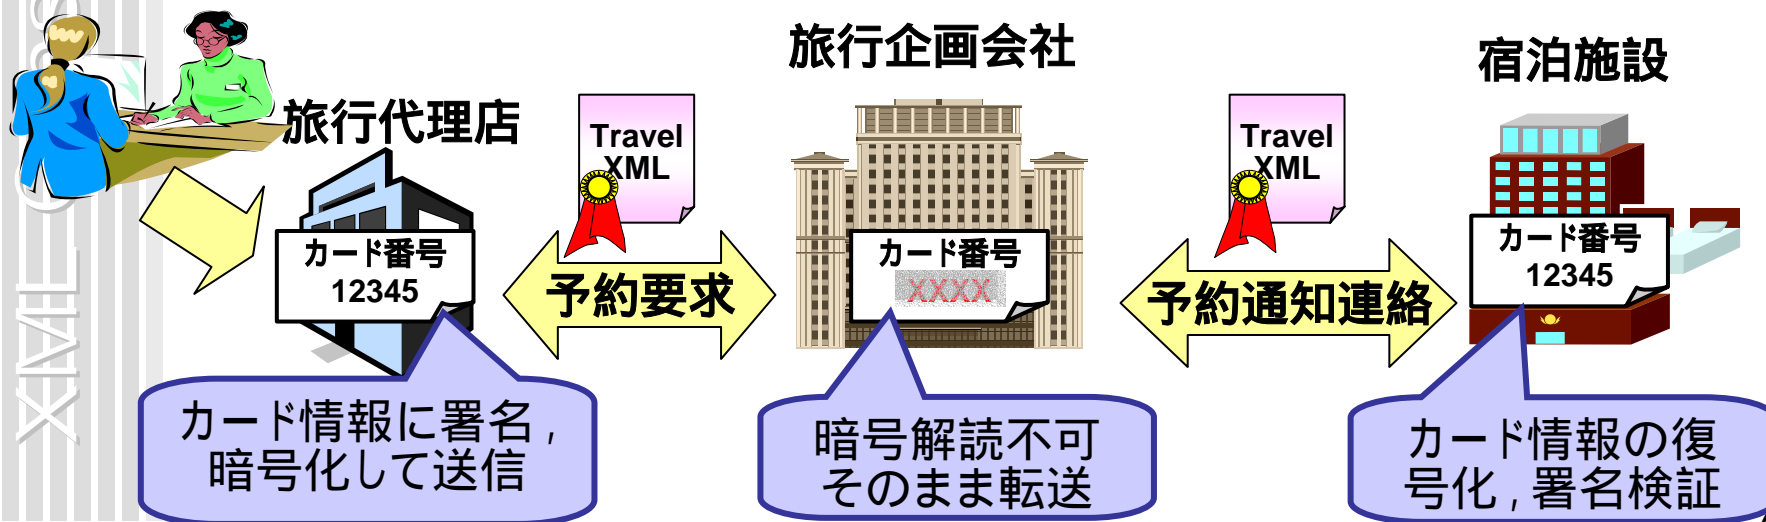 旅行企画会社
宿泊施設
旅行代理店
Travel
XML
Travel
XML
カード番号
12345
カード番号
XXXX
カード番号
12345
予約要求
予約通知連絡
カード情報に署名,
暗号化して送信
暗号解読不可
そのまま転送
カード情報の復
号化,署名検証
XML